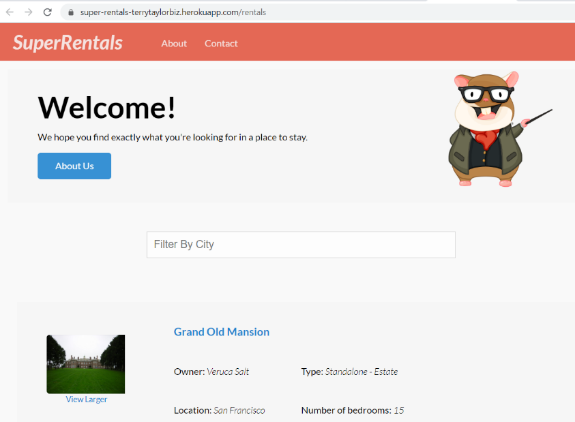 super-rentals-terrytaylorbiz.herokuapp.com/rentals
SuperRentals About Contact
Welcome!
We hope you find exactly what you're looking for in a place to stay.
About Us
Filter By City
Grand Old Mansion
Owner: Veruca Salt Type: Standalone - Estate
View Larger
Location: San Francisco Number of bedrooms: 15